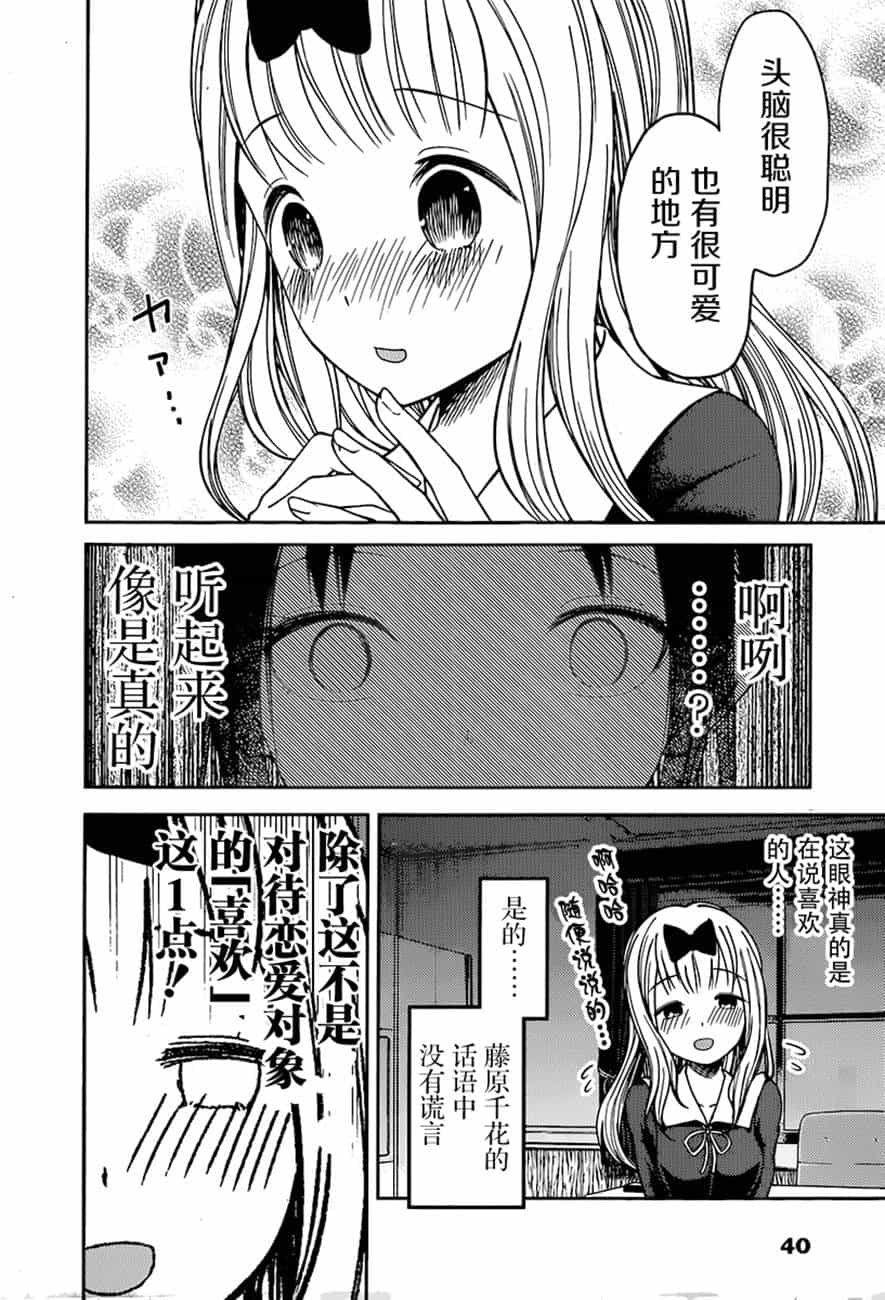 头脑很聪明
也有很可爱
的地方
カァ…
啊咧
……?
听起来
像是真的
这眼神真的是
在说喜欢
的人……
啊哈哈
随便说说的…
是的……
藤原千花的
话语中
没有谎言
除了这不是
对待恋爱对象
的「喜欢」
这1点!
40